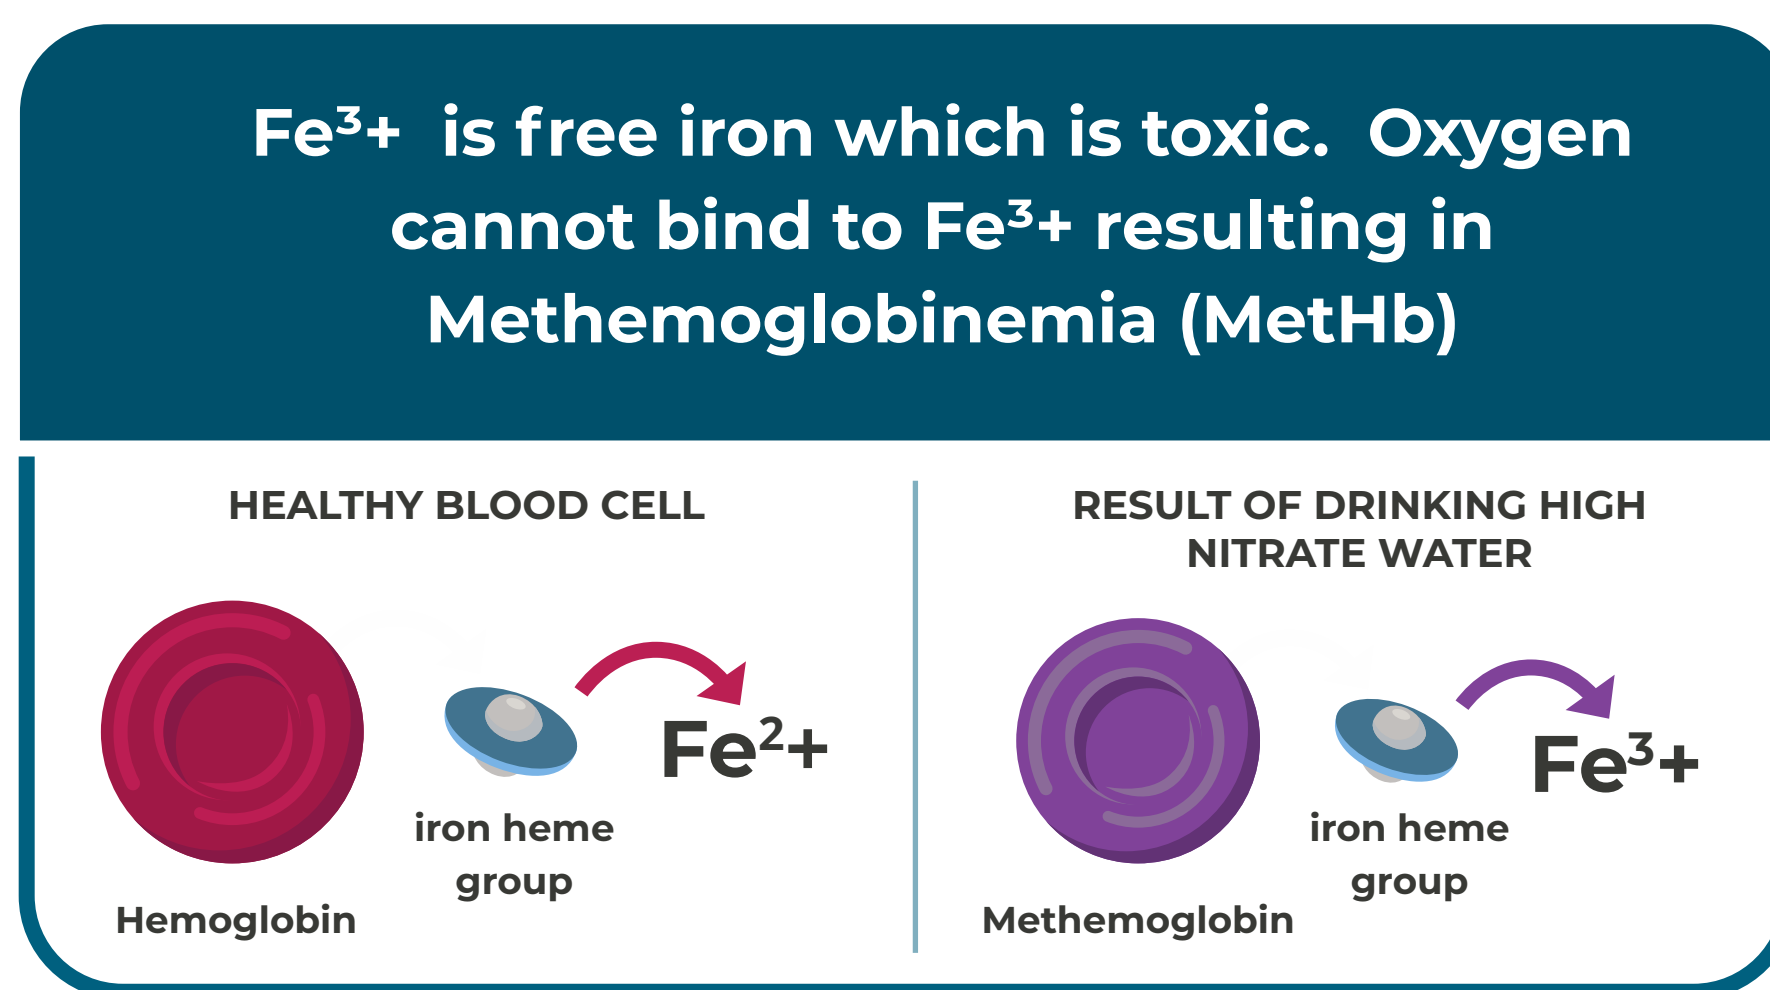 Fe³+ is free iron which is toxic. Oxygen
cannot bind to Fe³+ resulting in
Methemoglobinemia (MetHb)
HEALTHY BLOOD CELL
Fe²+
iron heme
group
Hemoglobin
RESULT OF DRINKING HIGH
NITRATE WATER
Fe³+
iron heme
group
Methemoglobin